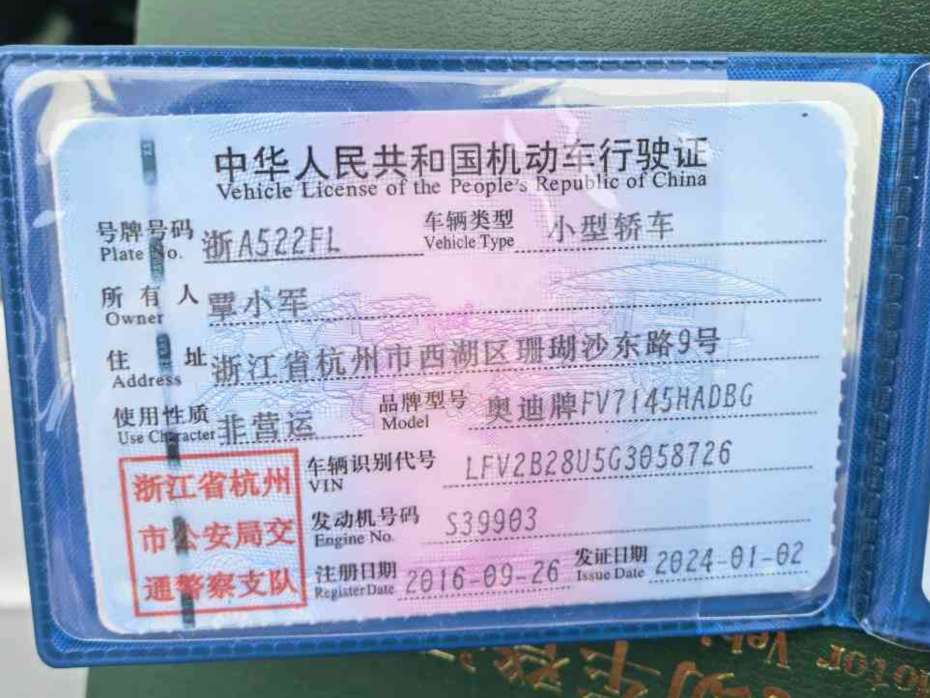 中华人民共和国机动车行驶证
Vehicle License of the People's Republic of China
号牌号码 浙A522FL 车辆类型 小型轿车
Plate No. Vehicle Type
所有人 覃小军
Owner
住址 浙江省杭州市西湖区珊瑚沙东路9号
Address
使用性质 非营运 品牌型号 奥迪牌FV7145HADBG
Use Character Model
浙江省杭州
市公安局交
通警察支队
车辆识别代号 LFV2B28U5G3058726
VIN
发动机号码 S39903
Engine No.
注册日期 2016-09-26 发证日期 2024-01-02
Register Date Issue Date